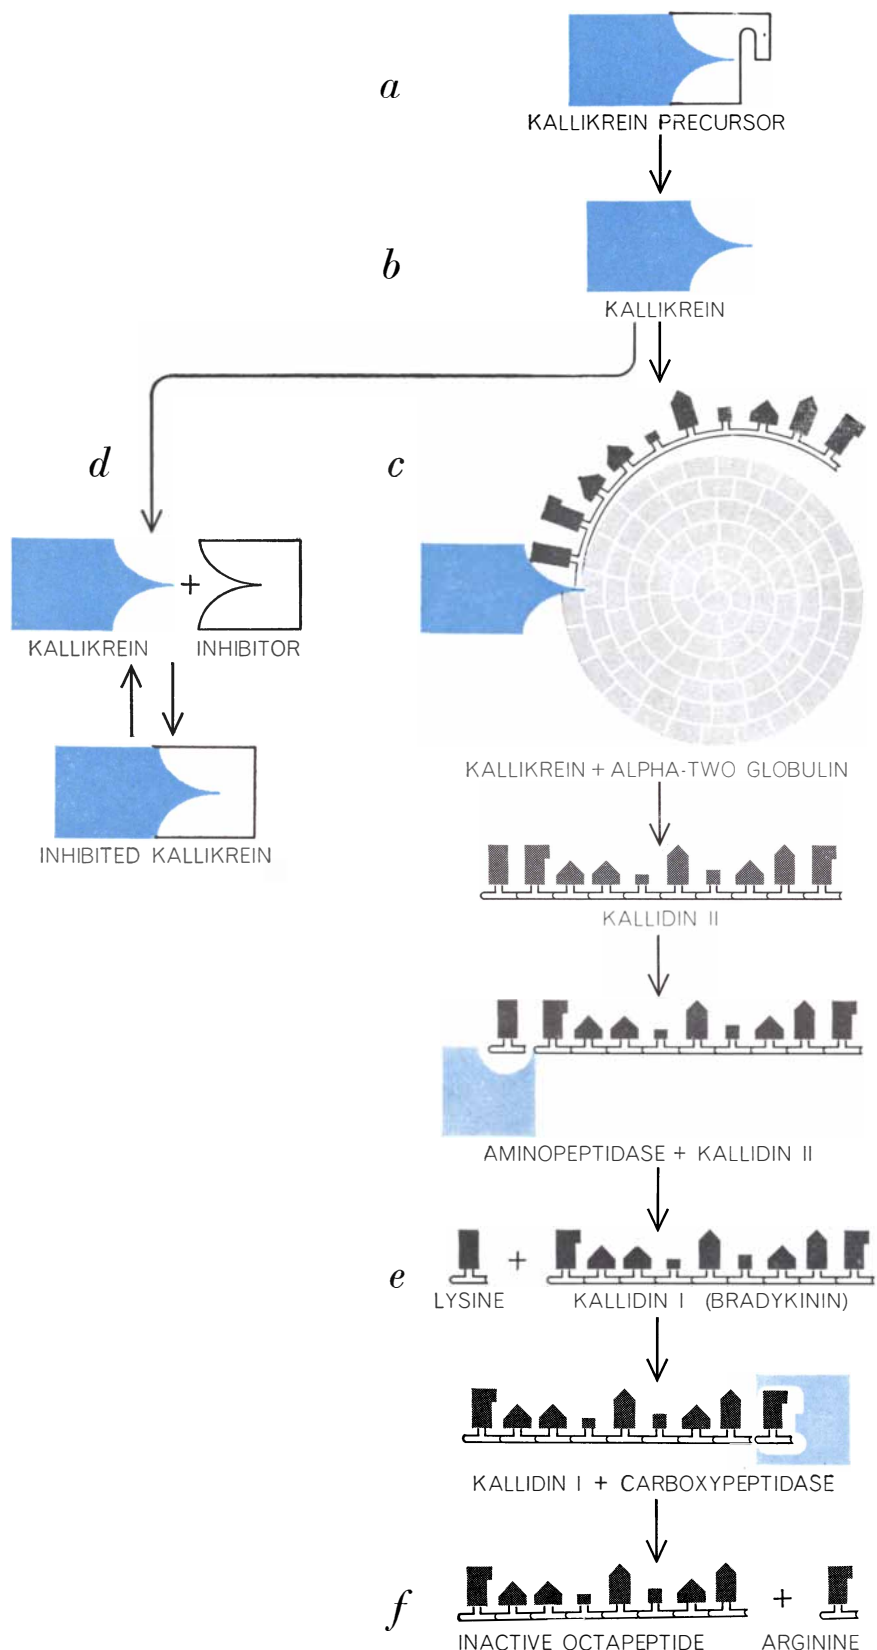 a
KALLIKREIN PRECURSOR
b
KALLIKREIN
d
c
KALLIKREIN + INHIBITOR
INHIBITED KALLIKREIN
KALLIKREIN + ALPHA-TWO GLOBULIN
KALLIDIN II
AMINOPEPTIDASE + KALLIDIN II
e
LYSINE + KALLIDIN I (BRADYKININ)
KALLIDIN I + CARBOXYPEPTIDASE
f
INACTIVE OCTAPEPTIDE + ARGININE